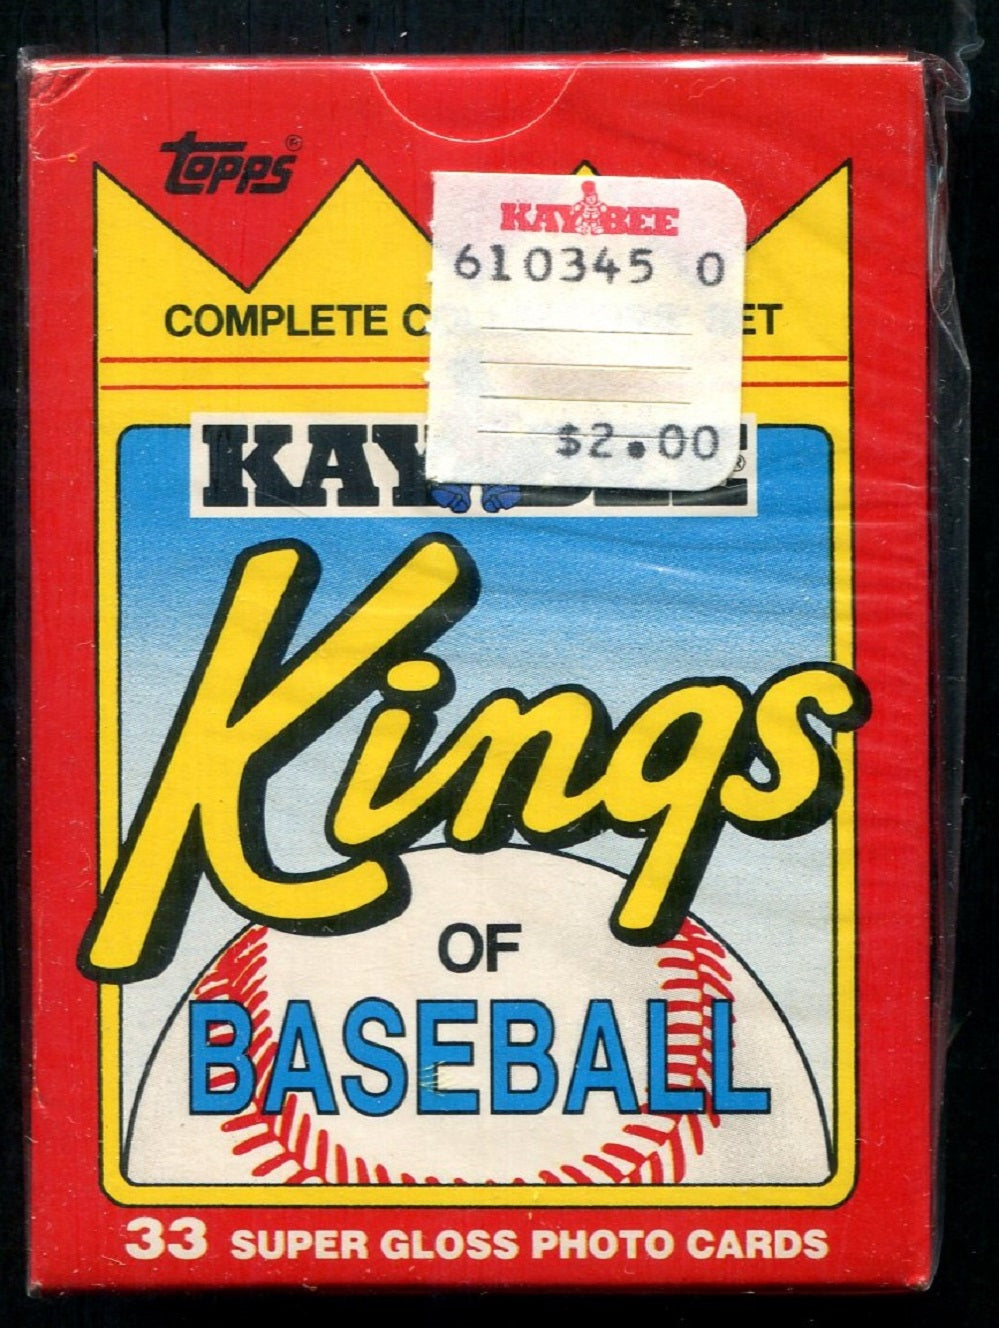 TOPPS®
KAY BEE
610345 0
COMPLETE C ET
$2.00
KAY ®
Kings
OF
BASEBALL
33 SUPER GLOSS PHOTO CARDS